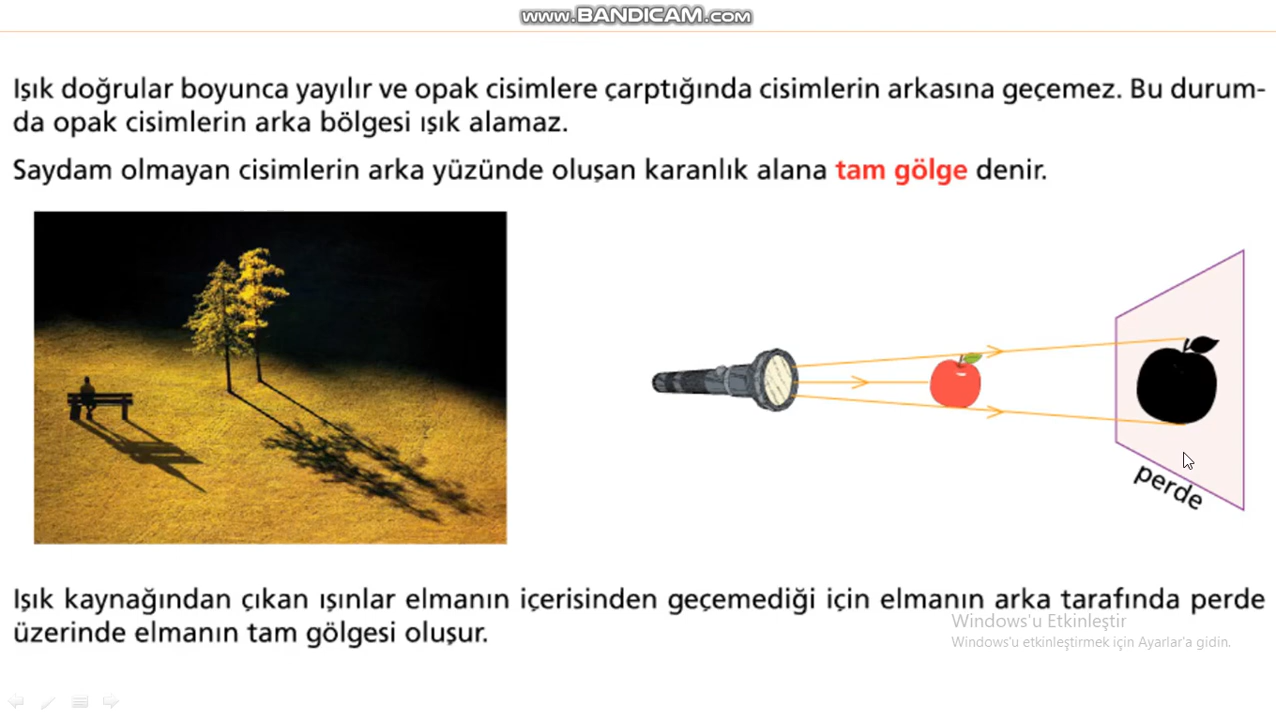 www.BANDICAM.com
Işık doğrular boyunca yayılır ve opak cisimlere çarptığında cisimlerin arkasına geçemez. Bu durum-
da opak cisimlerin arka bölgesi ışık alamaz.
Saydam olmayan cisimlerin arka yüzünde oluşan karanlık alana tam gölge denir.
perde
Işık kaynağından çıkan ışınlar elmanın içerisinden geçemediği için elmanın arka tarafında perde
üzerinde elmanın tam gölgesi oluşur.
Windows'u Etkinleştir
Windows'u etkinleştirmek için Ayarlar'a gidin.